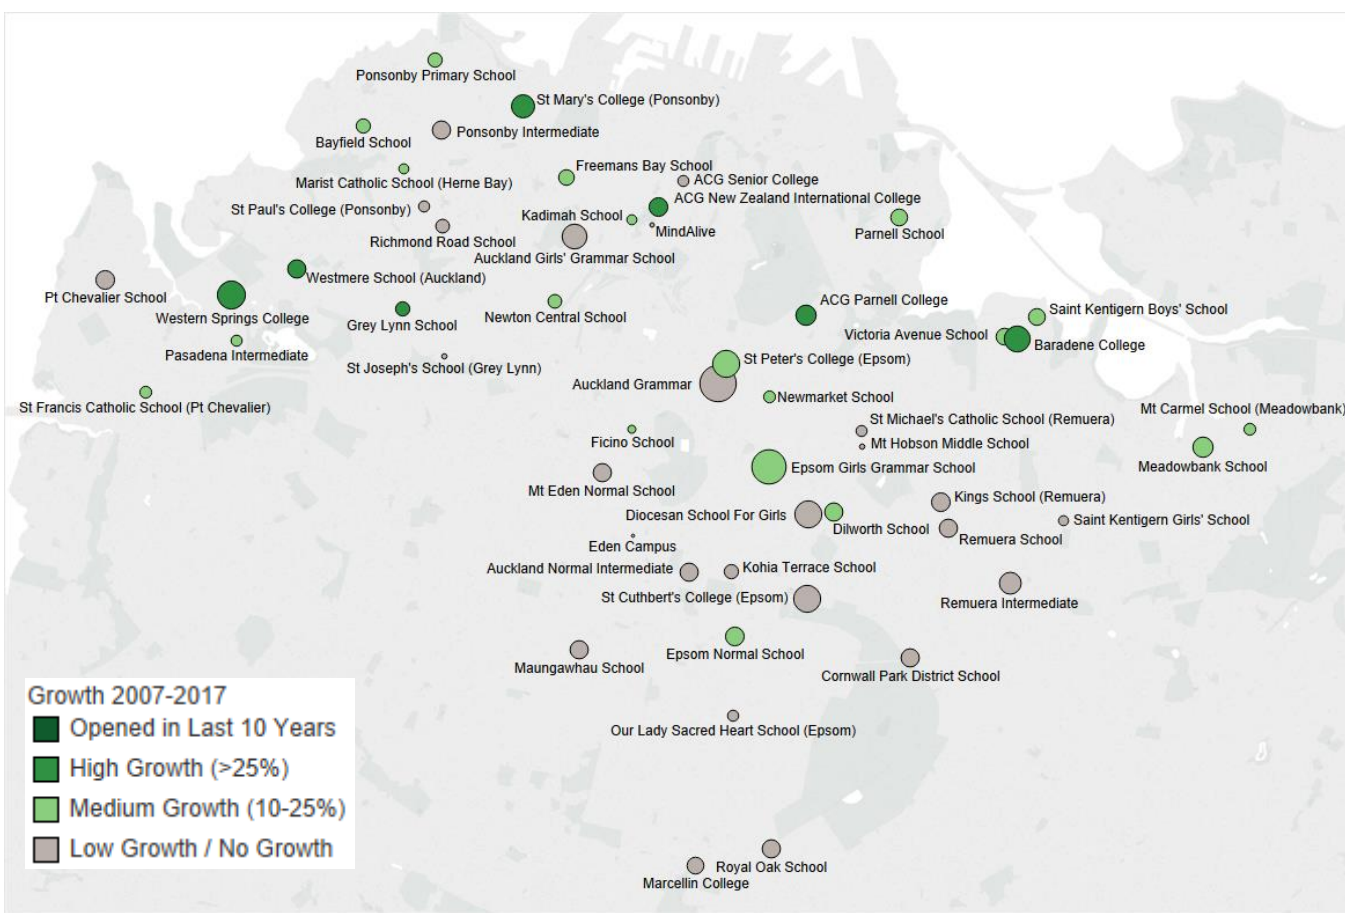 Ponsonby Primary School
St Mary's College (Ponsonby)
Ponsonby Intermediate
Bayfield School
Freemans Bay School
Marist Catholic School (Herne Bay)
ACG Senior College
ACG New Zealand International College
St Paul's College (Ponsonby)
Kadimah School
MindAlive
Parnell School
Richmond Road School
Auckland Girls' Grammar School
Westmere School (Auckland)
Pt Chevalier School
Western Springs College
Grey Lynn School
Newton Central School
ACG Parnell College
Saint Kentigern Boys' School
Victoria Avenue School
Baradene College
Pasadena Intermediate
St Joseph's School (Grey Lynn)
St Peter's College (Epsom)
Auckland Grammar
Newmarket School
St Francis Catholic School (Pt Chevalier)
Mt Carmel School (Meadowbank)
St Michael's Catholic School (Remuera)
Ficino School
Mt Hobson Middle School
Epsom Girls Grammar School
Meadowbank School
Mt Eden Normal School
Kings School (Remuera)
Diocesan School For Girls
Dilworth School
Saint Kentigern Girls' School
Remuera School
Eden Campus
Auckland Normal Intermediate
Kohia Terrace School
St Cuthbert's College (Epsom)
Remuera Intermediate
Epsom Normal School
Maungawhau School
Cornwall Park District School
Our Lady Sacred Heart School (Epsom)
Royal Oak School
Marcellin College
Growth 2007-2017
Opened in Last 10 Years
High Growth (>25%)
Medium Growth (10-25%)
Low Growth / No Growth